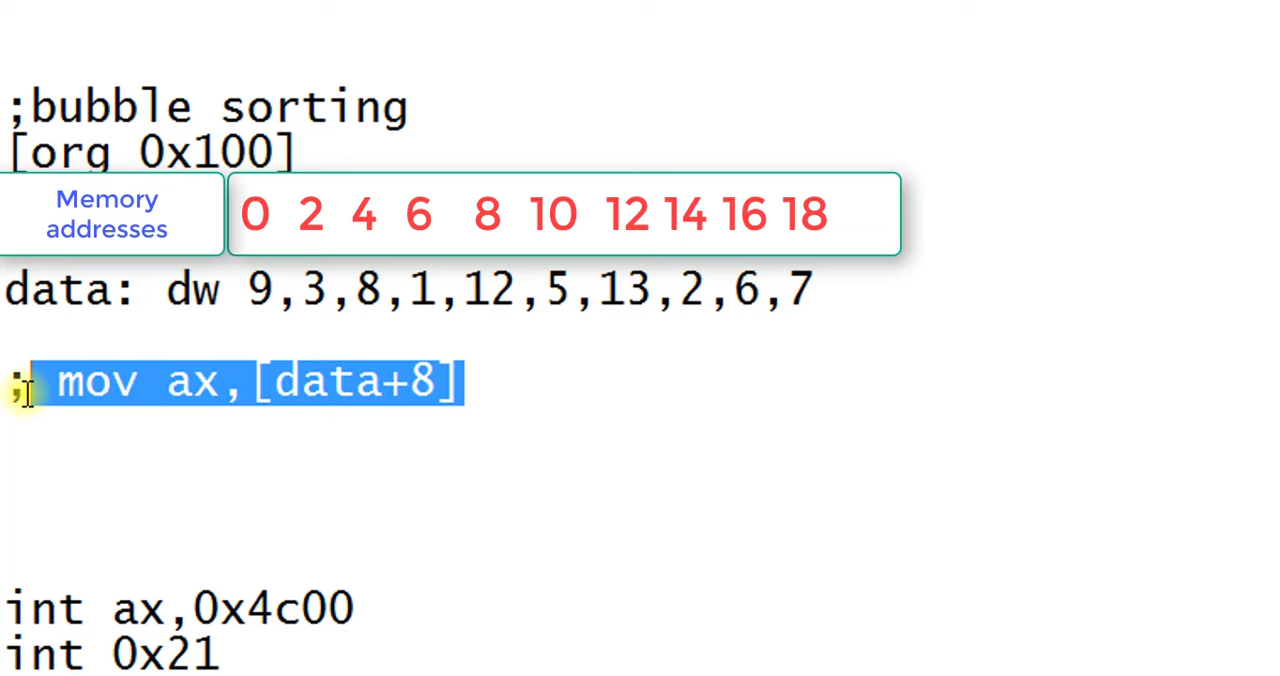 ;bubble sorting
[org 0x100]
Memory
addresses
0 2 4 6 8 10 12 14 16 18
data: dw 9,3,8,1,12,5,13,2,6,7
; mov ax,[data+8]
int ax,0x4c00
int 0x21